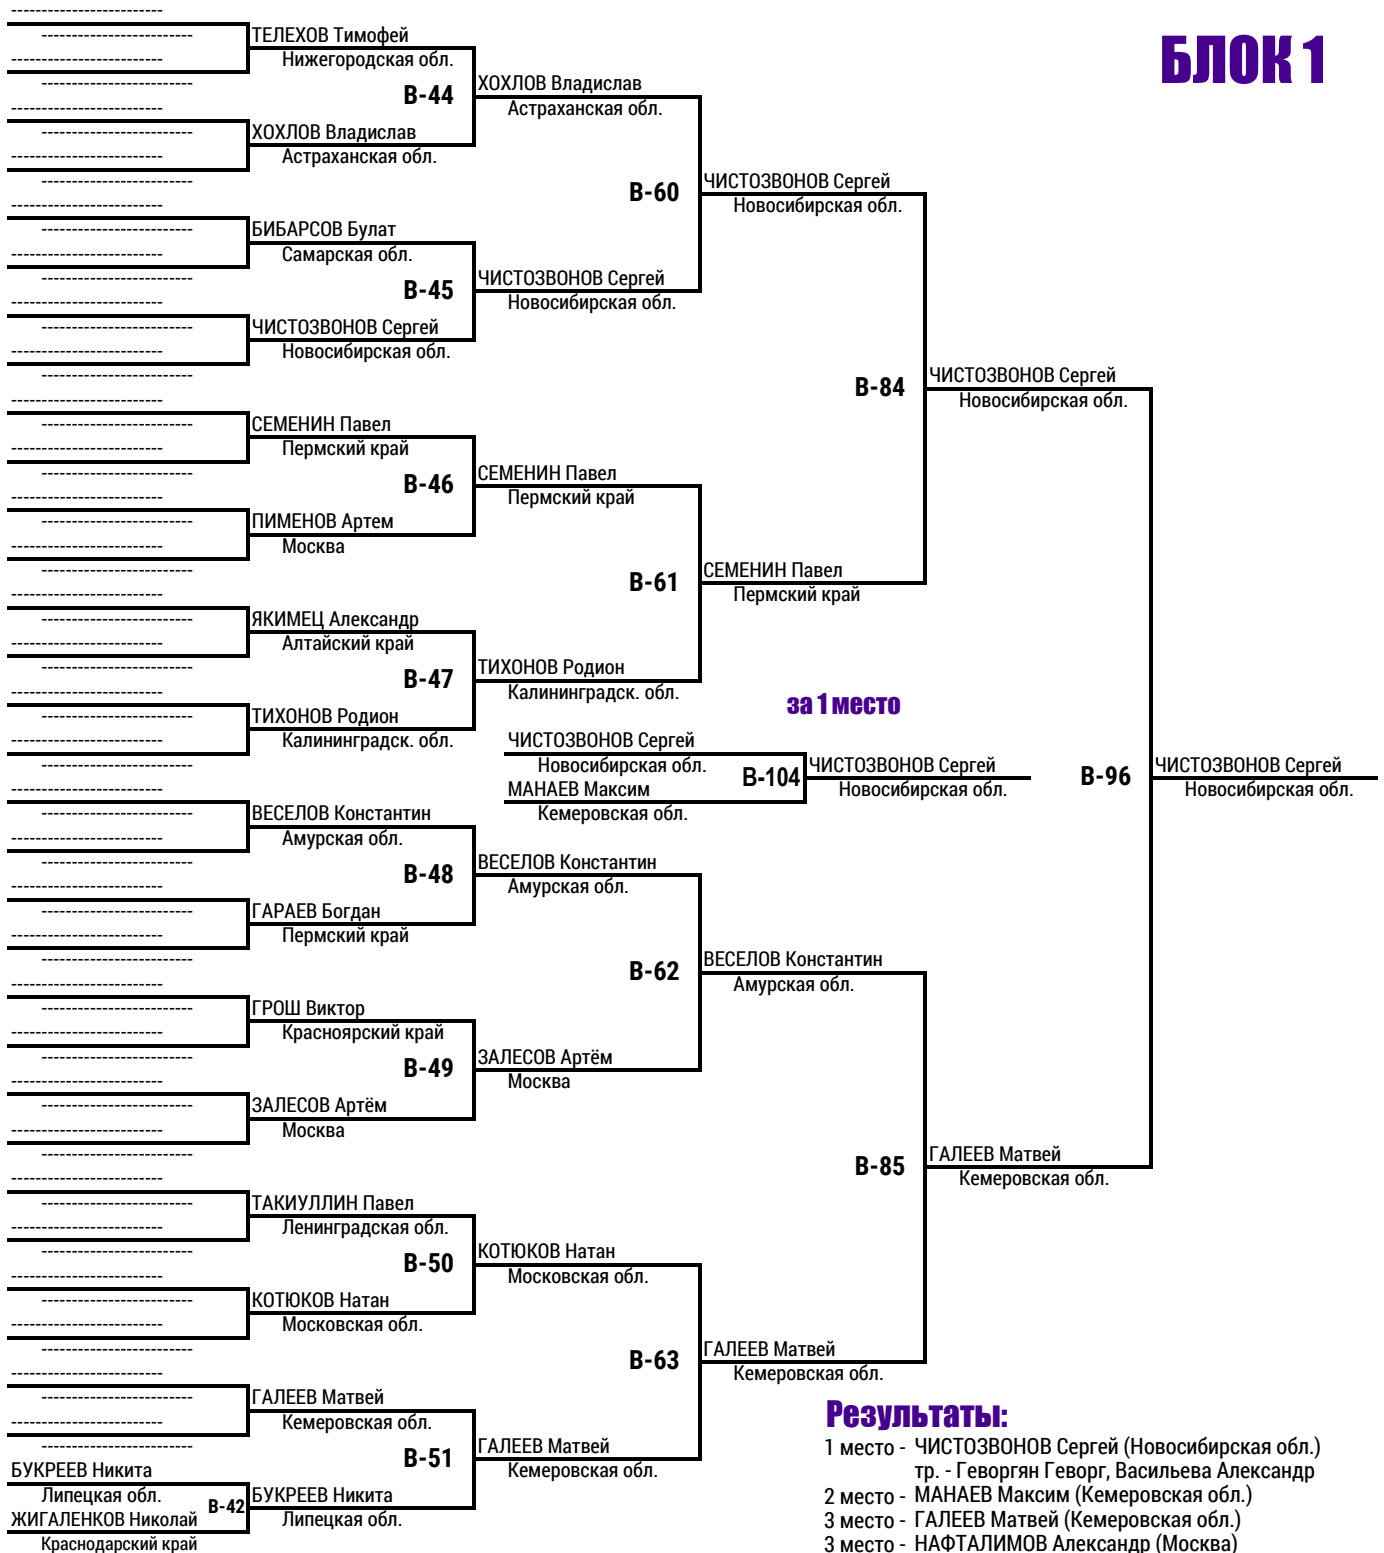 БЛОК 1
ТЕЛЕХОВ Тимофей
Нижегородская обл.
B-44
ХОХЛОВ Владислав
Астраханская обл.
ХОХЛОВ Владислав
Астраханская обл.
B-60
ЧИСТОЗВОНОВ Сергей
Новосибирская обл.
БИБАРСОВ Булат
Самарская обл.
B-45
ЧИСТОЗВОНОВ Сергей
Новосибирская обл.
ЧИСТОЗВОНОВ Сергей
Новосибирская обл.
B-84
ЧИСТОЗВОНОВ Сергей
Новосибирская обл.
СЕМЕНИН Павел
Пермский край
B-46
СЕМЕНИН Павел
Пермский край
ПИМЕНОВ Артем
Москва
B-61
СЕМЕНИН Павел
Пермский край
ЯКИМЕЦ Александр
Алтайский край
B-47
ТИХОНОВ Родион
Калининградск. обл.
ТИХОНОВ Родион
Калининградск. обл.
за 1 место
ЧИСТОЗВОНОВ Сергей
Новосибирская обл.
B-104
МАНАЕВ Максим
Кемеровская обл.
ЧИСТОЗВОНОВ Сергей
Новосибирская обл.
B-96
ЧИСТОЗВОНОВ Сергей
Новосибирская обл.
ВЕСЕЛОВ Константин
Амурская обл.
B-48
ВЕСЕЛОВ Константин
Амурская обл.
ГАРАЕВ Богдан
Пермский край
B-62
ВЕСЕЛОВ Константин
Амурская обл.
ГРОШ Виктор
Красноярский край
B-49
ЗАЛЕСОВ Артём
Москва
ЗАЛЕСОВ Артём
Москва
B-85
ГАЛЕЕВ Матвей
Кемеровская обл.
ТАКИУЛЛИН Павел
Ленинградская обл.
B-50
КОТЮКОВ Натан
Московская обл.
КОТЮКОВ Натан
Московская обл.
B-63
ГАЛЕЕВ Матвей
Кемеровская обл.
ГАЛЕЕВ Матвей
Кемеровская обл.
B-51
ГАЛЕЕВ Матвей
Кемеровская обл.
БУКРЕЕВ Никита
Липецкая обл.
B-42
ЖИГАЛЕНКОВ Николай
Краснодарский край
БУКРЕЕВ Никита
Липецкая обл.
Результаты:
1 место - ЧИСТОЗВОНОВ Сергей (Новосибирская обл.)
тр. - Геворгян Геворг, Васильева Александр
2 место - МАНАЕВ Максим (Кемеровская обл.)
3 место - ГАЛЕЕВ Матвей (Кемеровская обл.)
3 место - НАФТАЛИМОВ Александр (Москва)